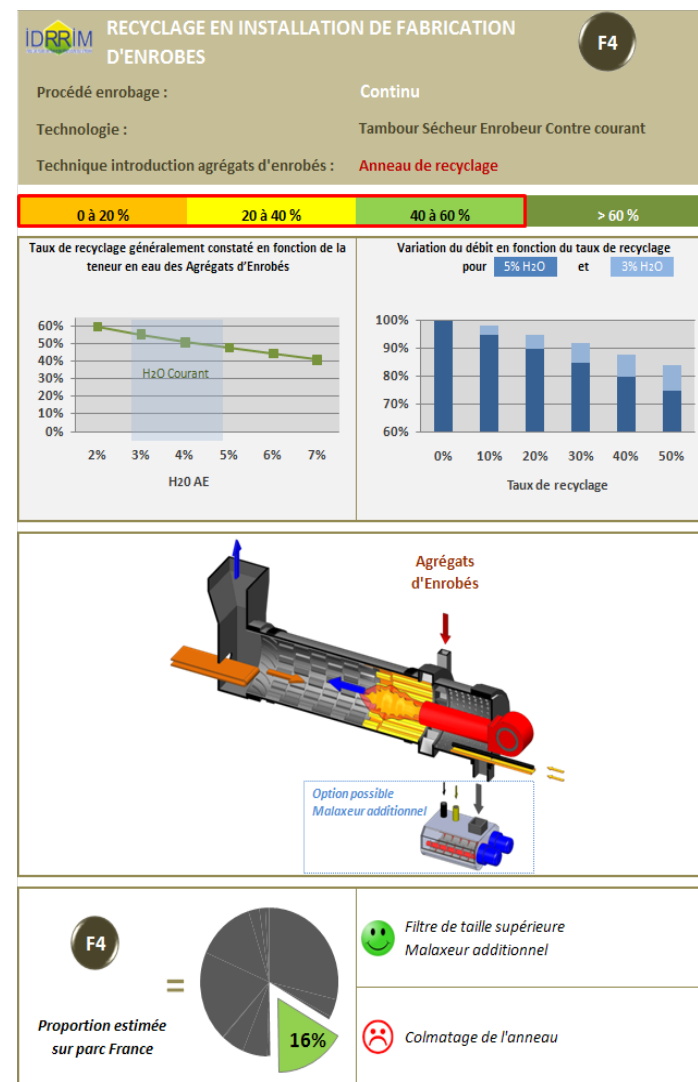 IDRRIM
RECYCLAGE EN INSTALLATION DE FABRICATION
D'ENROBES
F4
Procédé enrobage :
Continu
Technologie :
Tambour Sécheur Enrobeur Contre courant
Technique introduction agrégats d'enrobés :
Anneau de recyclage
0 à 20 %
20 à 40 %
40 à 60 %
> 60 %
Taux de recyclage généralement constaté en fonction de la
teneur en eau des Agrégats d’Enrobés
60%
50%
40%
30%
20%
10%
0%
H2O Courant
2% 3% 4% 5% 6% 7%
H20 AE
Variation du débit en fonction du taux de recyclage
pour 5% H2O et 3% H2O
100%
90%
80%
70%
60%
0% 10% 20% 30% 40% 50%
Taux de recyclage
Agrégats
d'Enrobés
Option possible
Malaxeur additionnel
F4
=
Proportion estimée
sur parc France
16%
Filtre de taille supérieure
Malaxeur additionnel
Colmatage de l'anneau